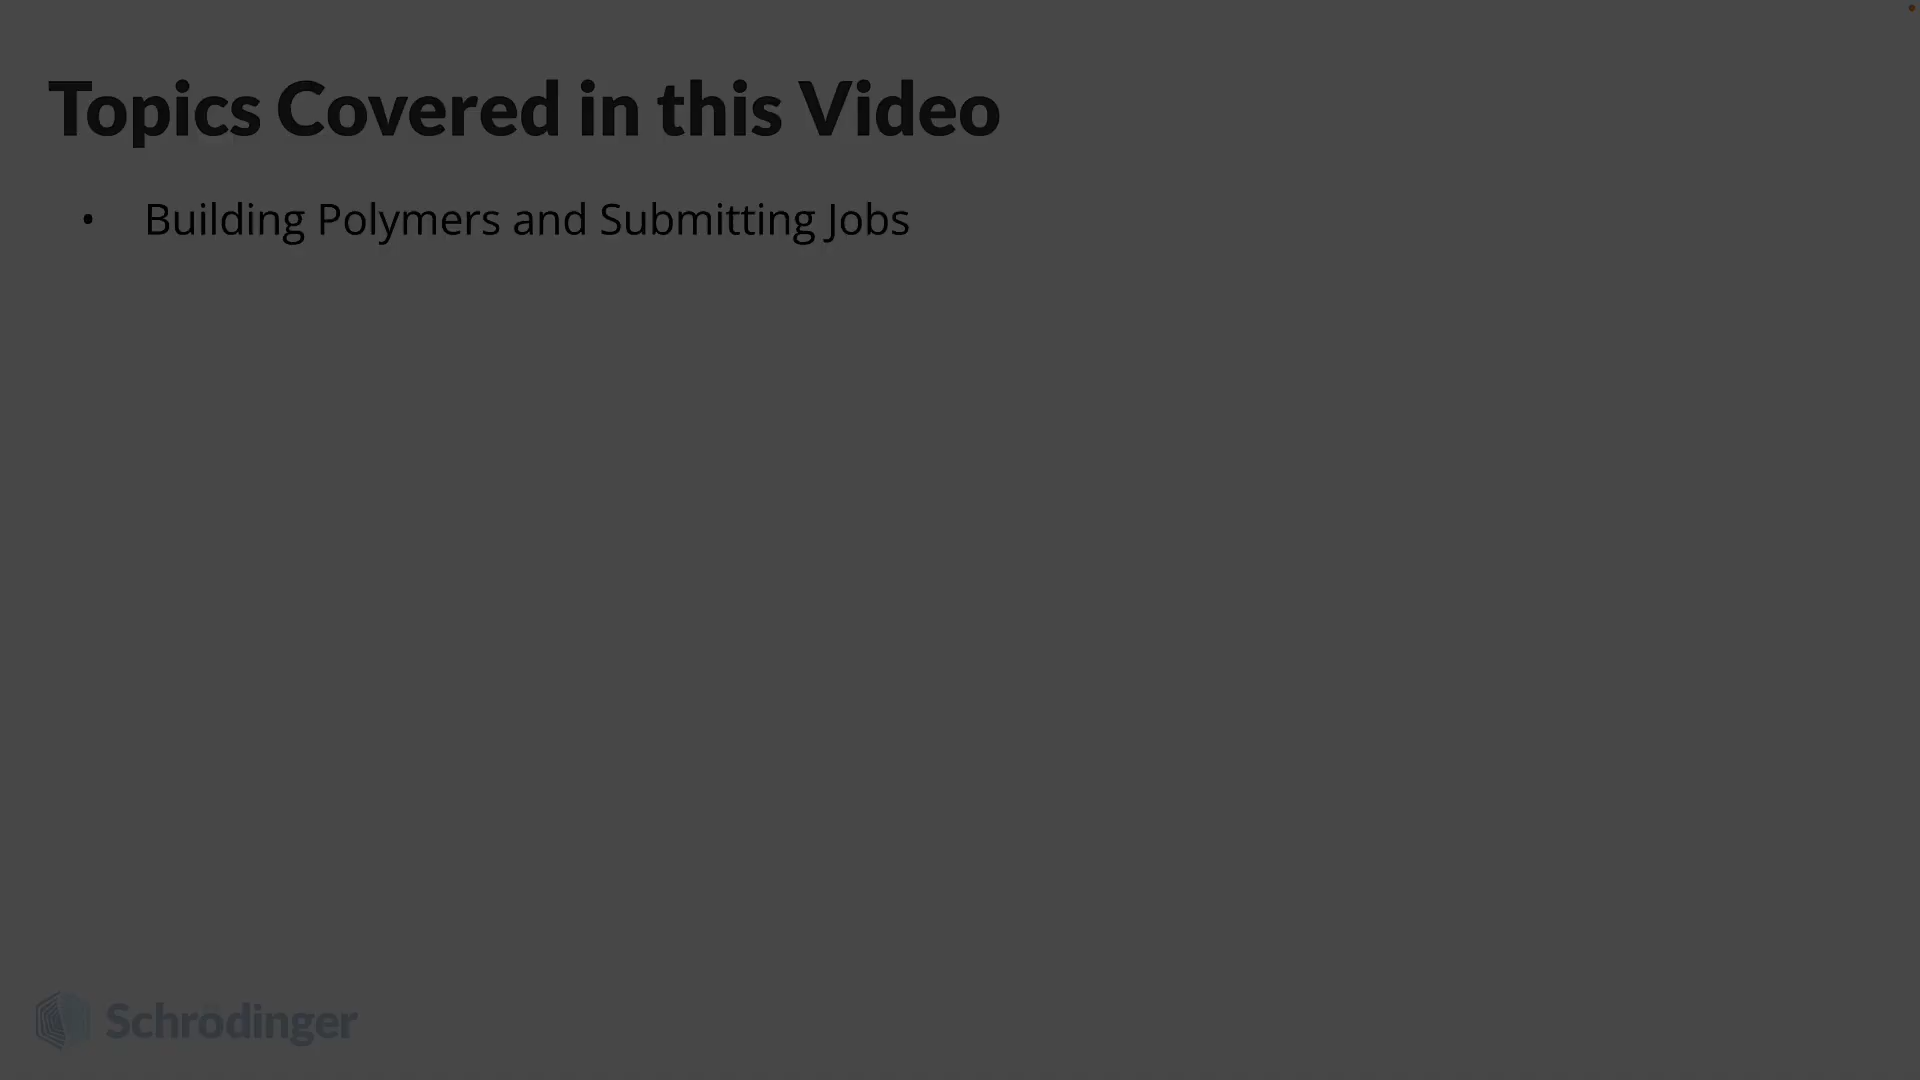 Topics Covered in this Video
• Building Polymers and Submitting Jobs
Schrödinger